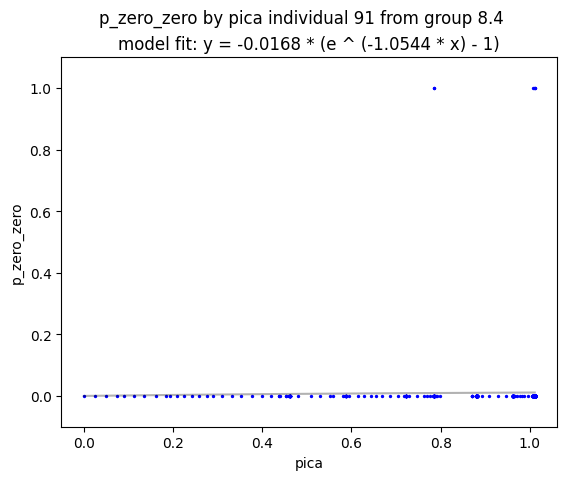 p_zero_zero by pica individual 91 from group 8.4
model fit: y = -0.0168 * (e ^ (-1.0544 * x) - 1)
1.0
0.8
0.6
0.4
0.2
0.0
p_zero_zero
0.0 0.2 0.4 0.6 0.8 1.0
pica